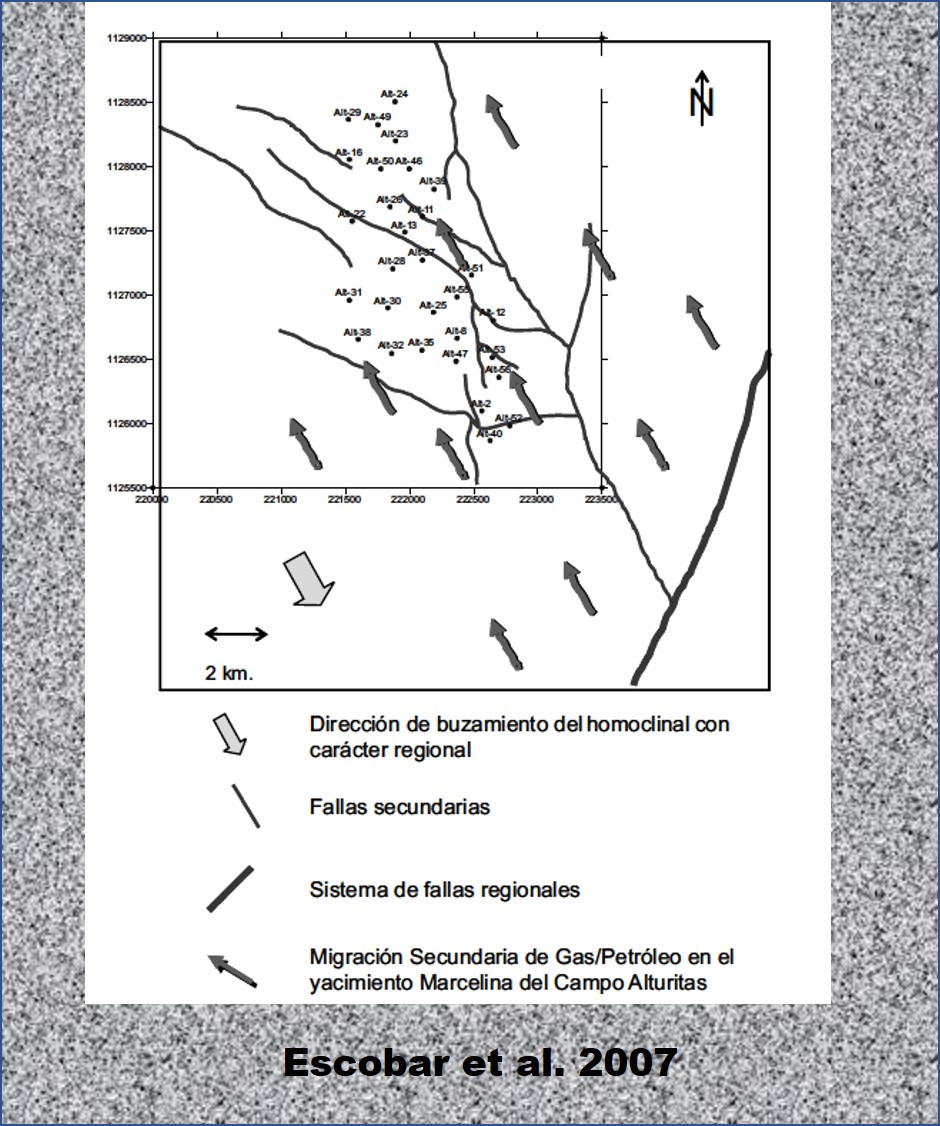 1129000
Alt-24
1128500
Alt-29
Alt-49
Alt-23
Alt-16
1128000
Alt-50
Alt-46
Alt-39
Alt-26
Alt-22
Alt-11
1127500
Alt-13
Alt-37
Alt-28
Alt-51
1127000
Alt-31
Alt-55
Alt-30
Alt-25
Alt-12
Alt-38
Alt-8
1126500
Alt-32
Alt-35
Alt-47
Alt-53
Alt-56
Alt-2
1126000
Alt-52
Alt-40
1125500
220000 220500 221000 221500 222000 222500 223000 223500
N
2 km.
Dirección de buzamiento del homoclinal con
carácter regional
Fallas secundarias
Sistema de fallas regionales
Migración Secundaria de Gas/Petróleo en el
yacimiento Marcelina del Campo Alturitas
Escobar et al. 2007